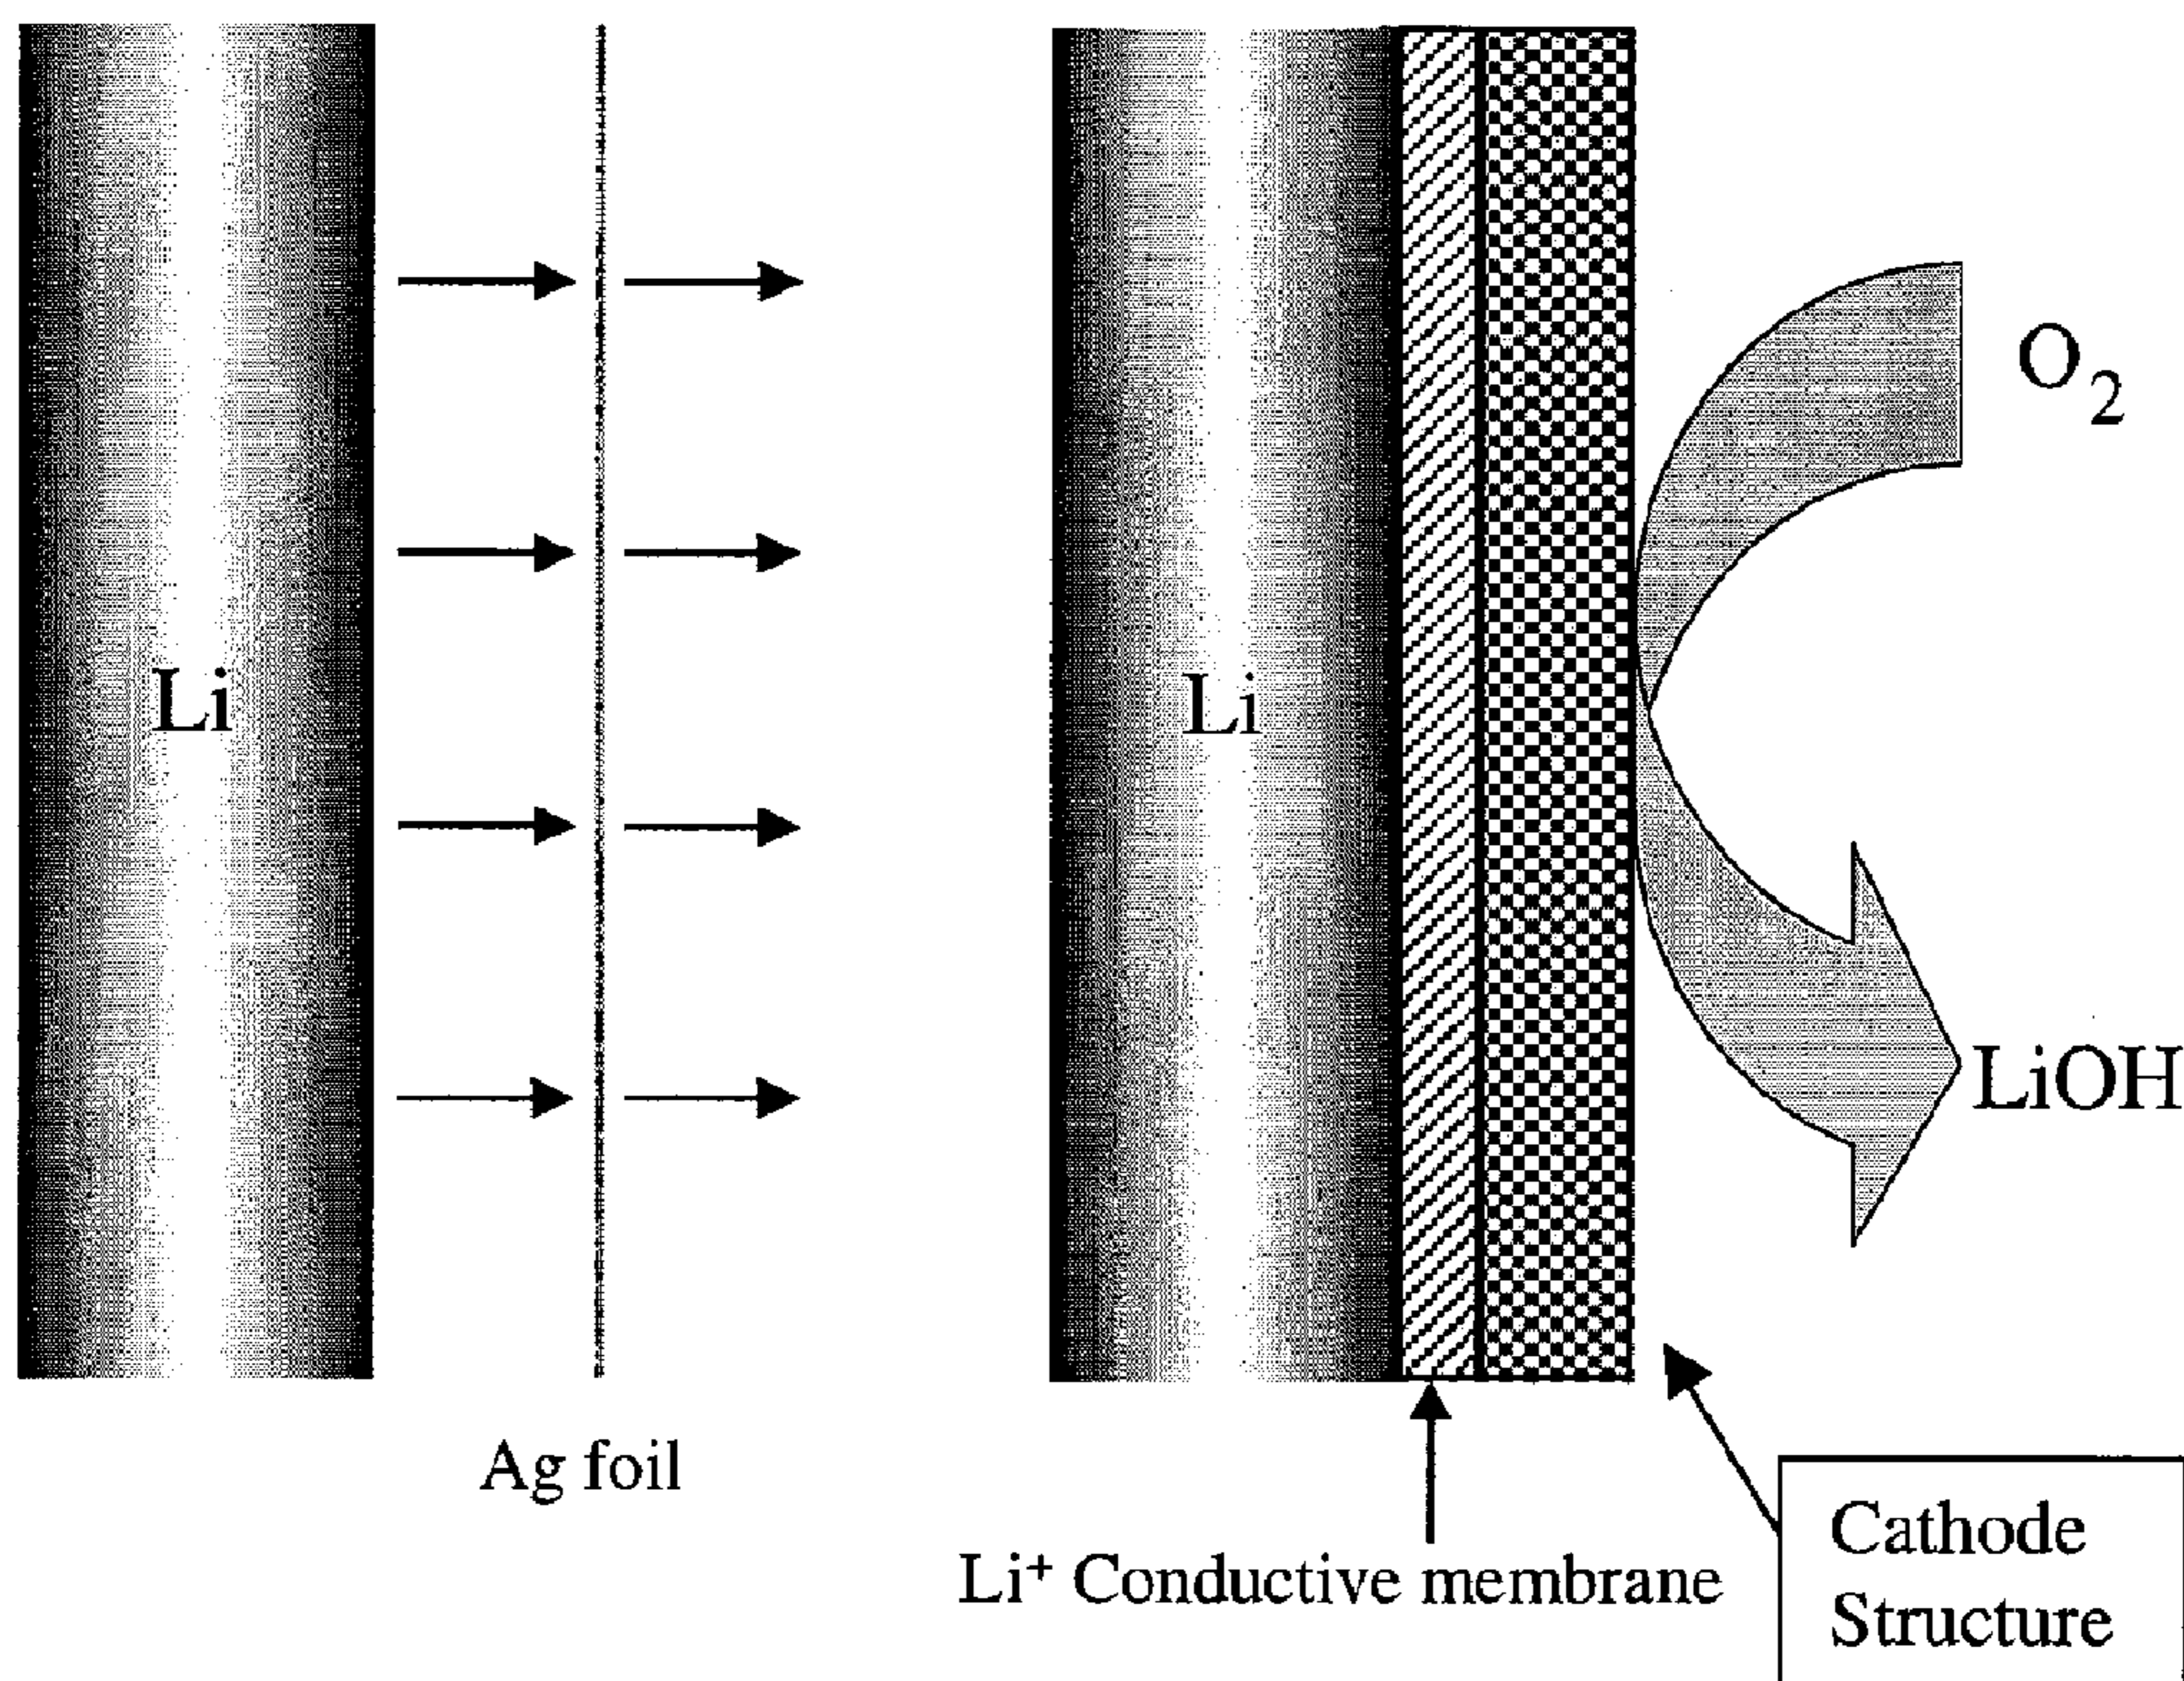 O₂
Li
Li
LiOH
Ag foil
Li⁺ Conductive membrane
Cathode
Structure